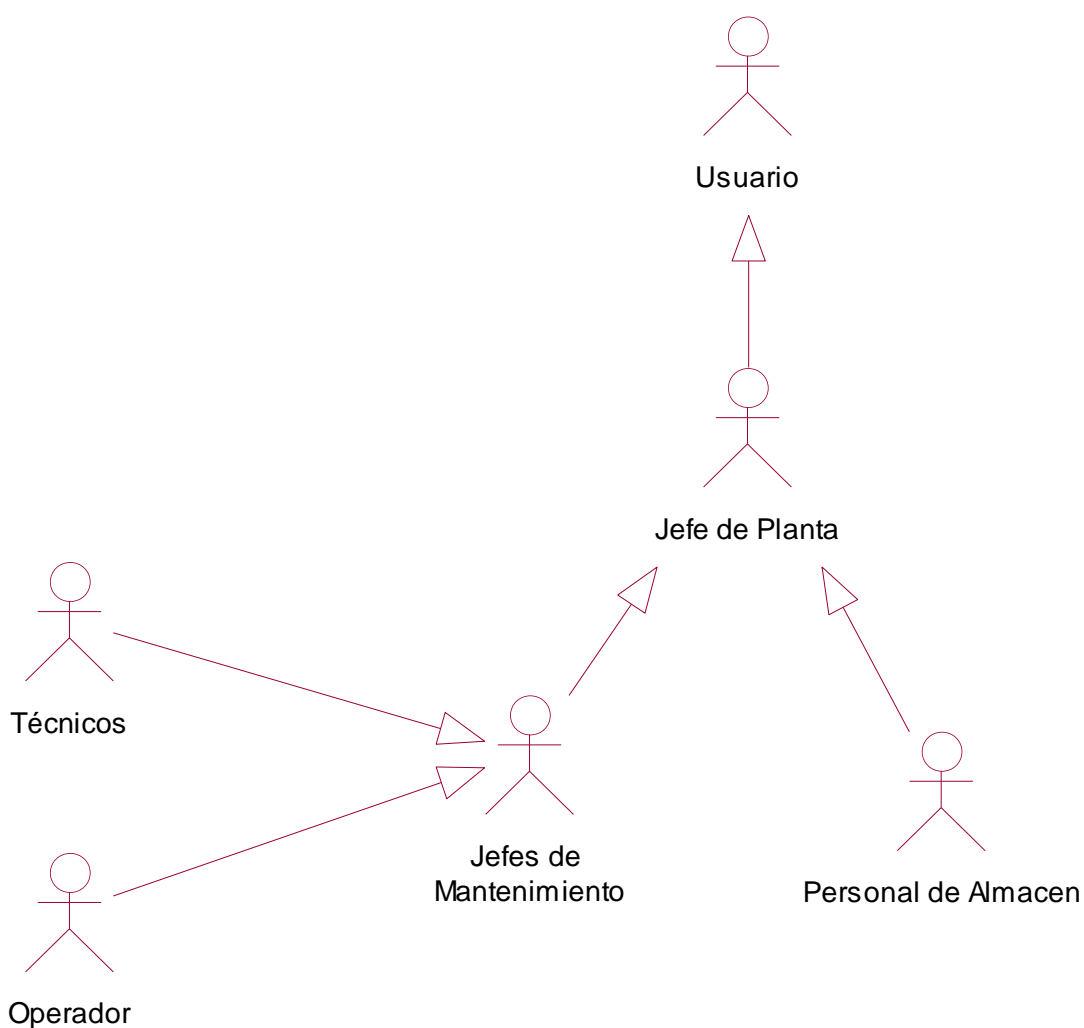 Usuario
Jefe de Planta
Técnicos
Jefes de
Mantenimiento
Personal de Almacen
Operador